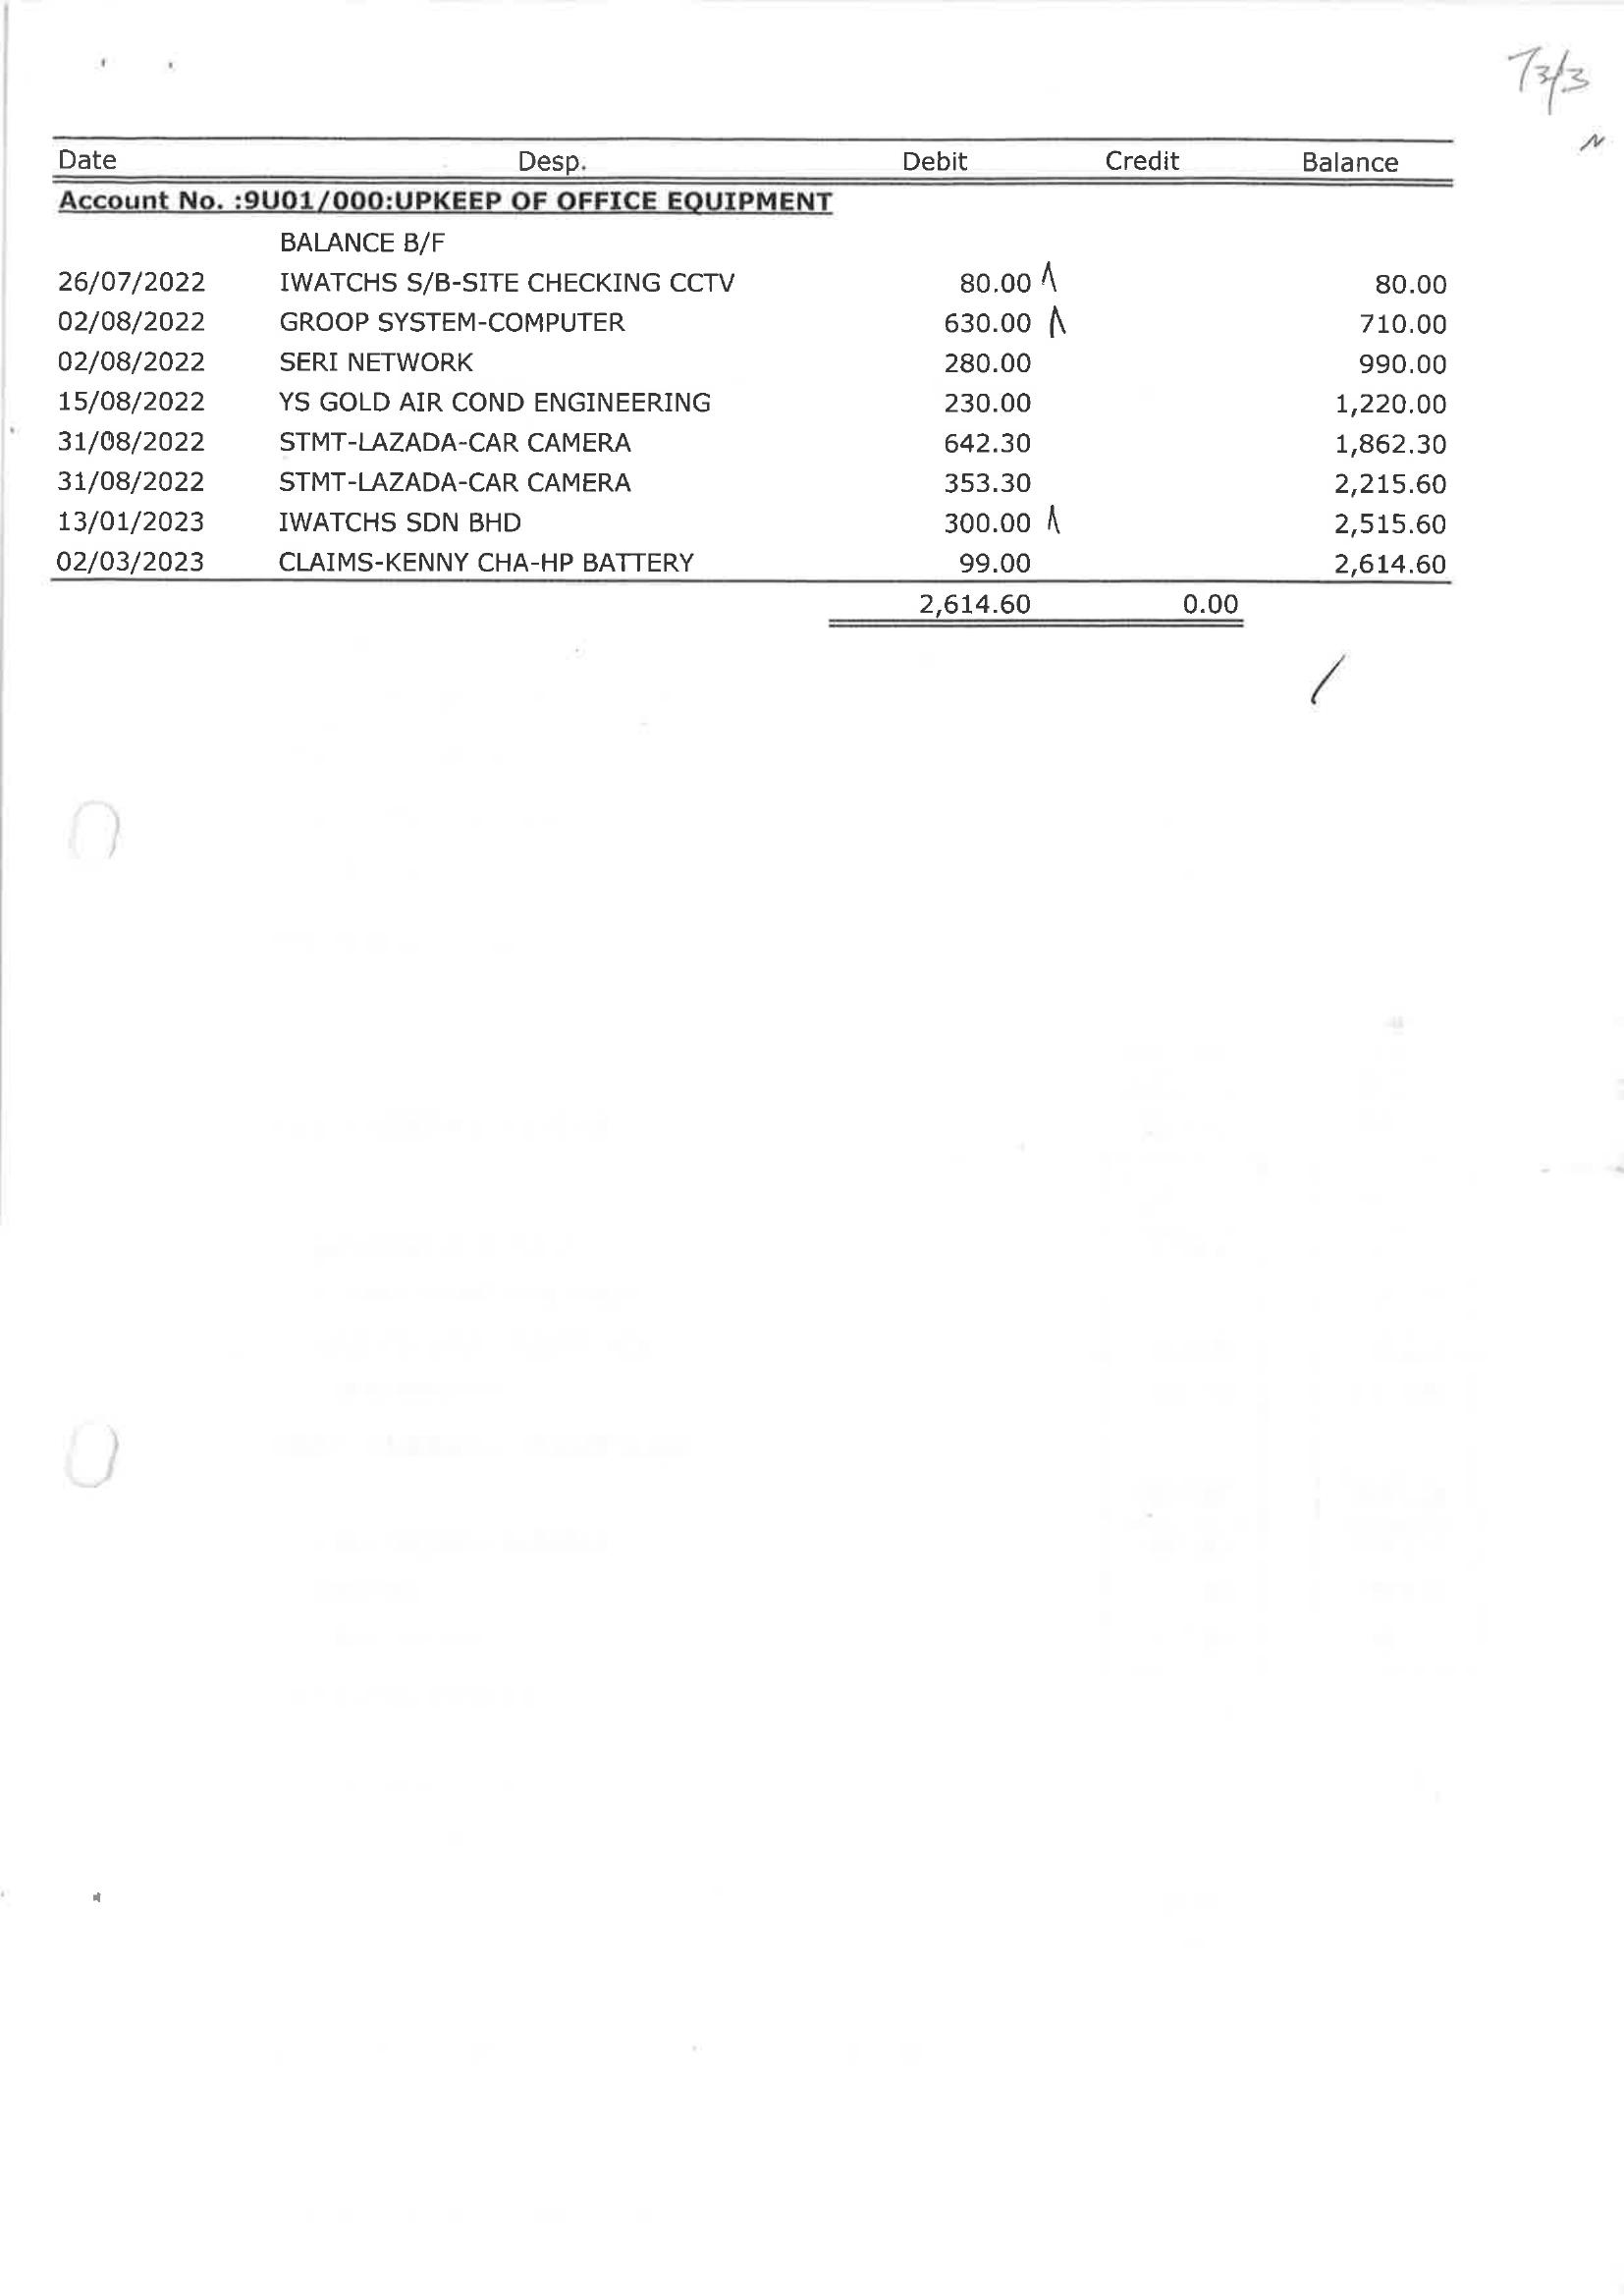 T3/3
N
Date Desp. Debit Credit Balance
Account No. :9U01/000:UPKEEP OF OFFICE EQUIPMENT
BALANCE B/F
26/07/2022 IWATCHS S/B-SITE CHECKING CCTV 80.00 80.00
02/08/2022 GROOP SYSTEM-COMPUTER 630.00 710.00
02/08/2022 SERI NETWORK 280.00 990.00
15/08/2022 YS GOLD AIR COND ENGINEERING 230.00 1,220.00
31/08/2022 STMT-LAZADA-CAR CAMERA 642.30 1,862.30
31/08/2022 STMT-LAZADA-CAR CAMERA 353.30 2,215.60
13/01/2023 IWATCHS SDN BHD 300.00 2,515.60
02/03/2023 CLAIMS-KENNY CHA-HP BATTERY 99.00 2,614.60
2,614.60 0.00